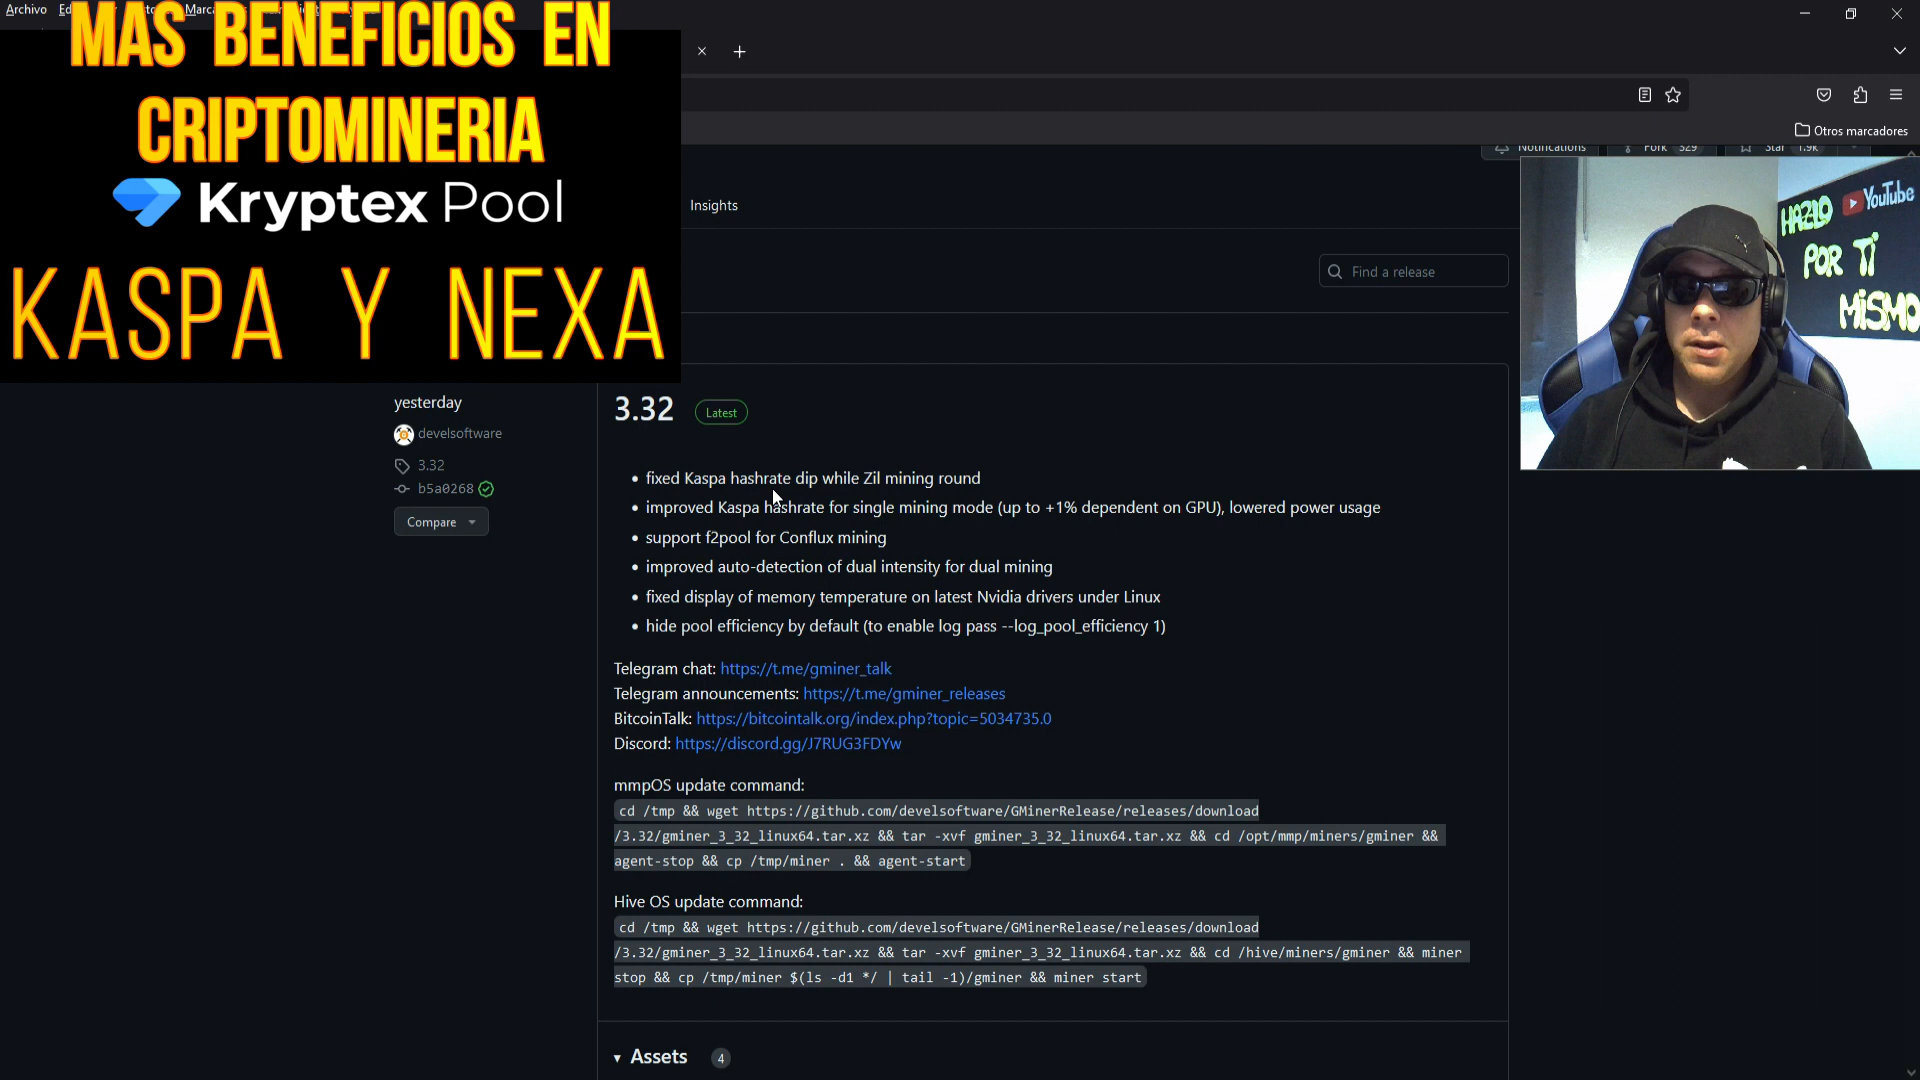 Archivo
MAS BENEFICIOS EN
CRIPTOMINERIA
Kryptex Pool
KASPA Y NEXA
Otros marcadores
Notifications
Fork 329
Star 1.9k
Insights
Find a release
YouTube
HAZLO
POR Ti
MiSMO
yesterday
develsoftware
3.32
b5a0268
Compare
3.32
Latest
• fixed Kaspa hashrate dip while Zil mining round
• improved Kaspa hashrate for single mining mode (up to +1% dependent on GPU), lowered power usage
• support f2pool for Conflux mining
• improved auto-detection of dual intensity for dual mining
• fixed display of memory temperature on latest Nvidia drivers under Linux
• hide pool efficiency by default (to enable log pass --log_pool_efficiency 1)
Telegram chat: https://t.me/gminer_talk
Telegram announcements: https://t.me/gminer_releases
BitcoinTalk: https://bitcointalk.org/index.php?topic=5034735.0
Discord: https://discord.gg/J7RUG3FDYw
mmpOS update command:
cd /tmp && wget https://github.com/develsoftware/GMinerRelease/releases/download
/3.32/gminer_3_32_linux64.tar.xz && tar -xvf gminer_3_32_linux64.tar.xz && cd /opt/mmp/miners/gminer &&
agent-stop && cp /tmp/miner . && agent-start
Hive OS update command:
cd /tmp && wget https://github.com/develsoftware/GMinerRelease/releases/download
/3.32/gminer_3_32_linux64.tar.xz && tar -xvf gminer_3_32_linux64.tar.xz && cd /hive/miners/gminer && miner
stop && cp /tmp/miner $(ls -d1 */ | tail -1)/gminer && miner start
Assets 4